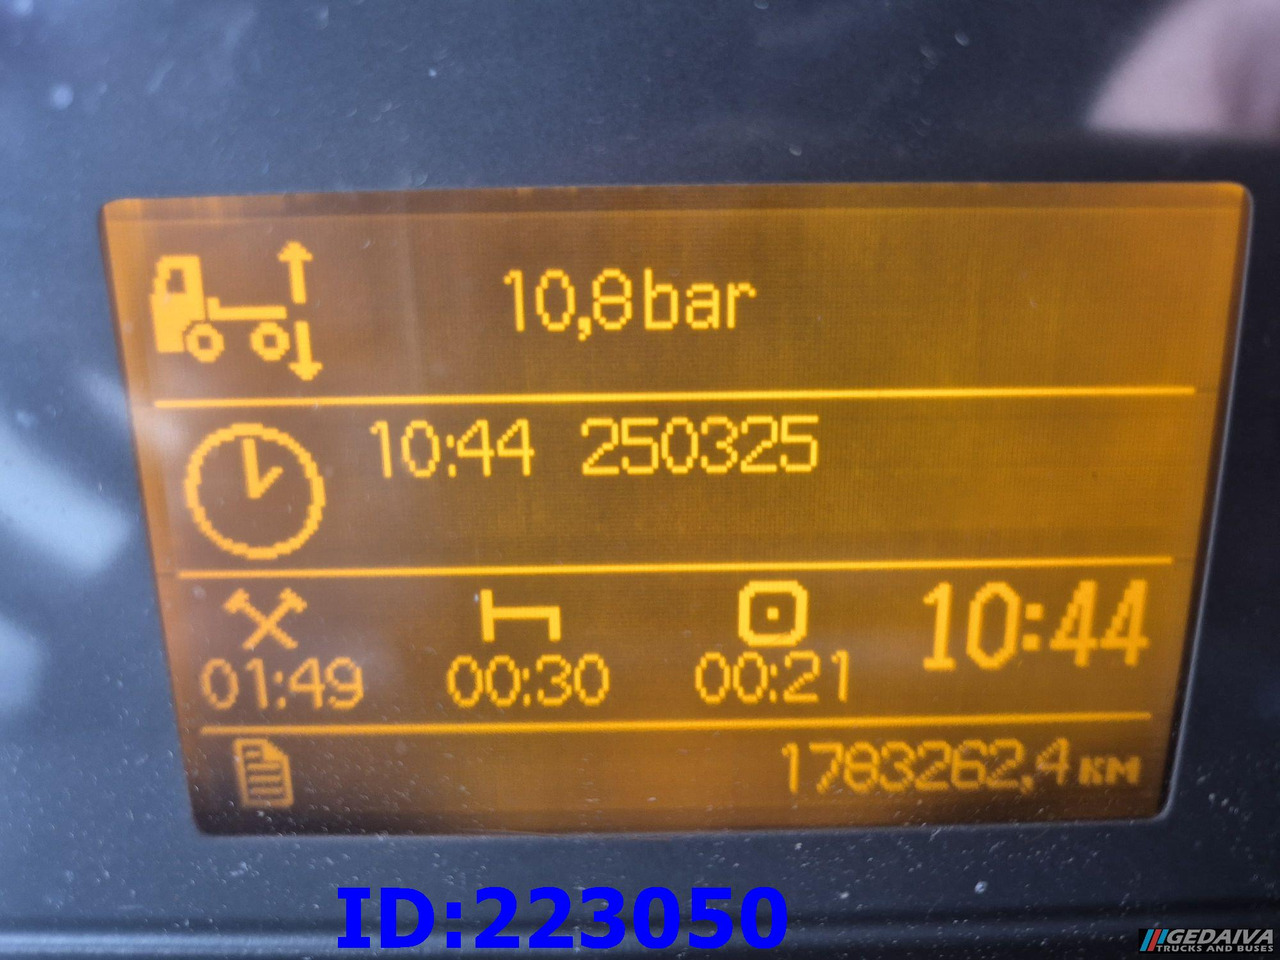 10,8bar
10:44 250325
01:49 00:30 00:21 10:44
1783262,4км
ID:223050
GEDAIVA
TRUCKS AND BUSES